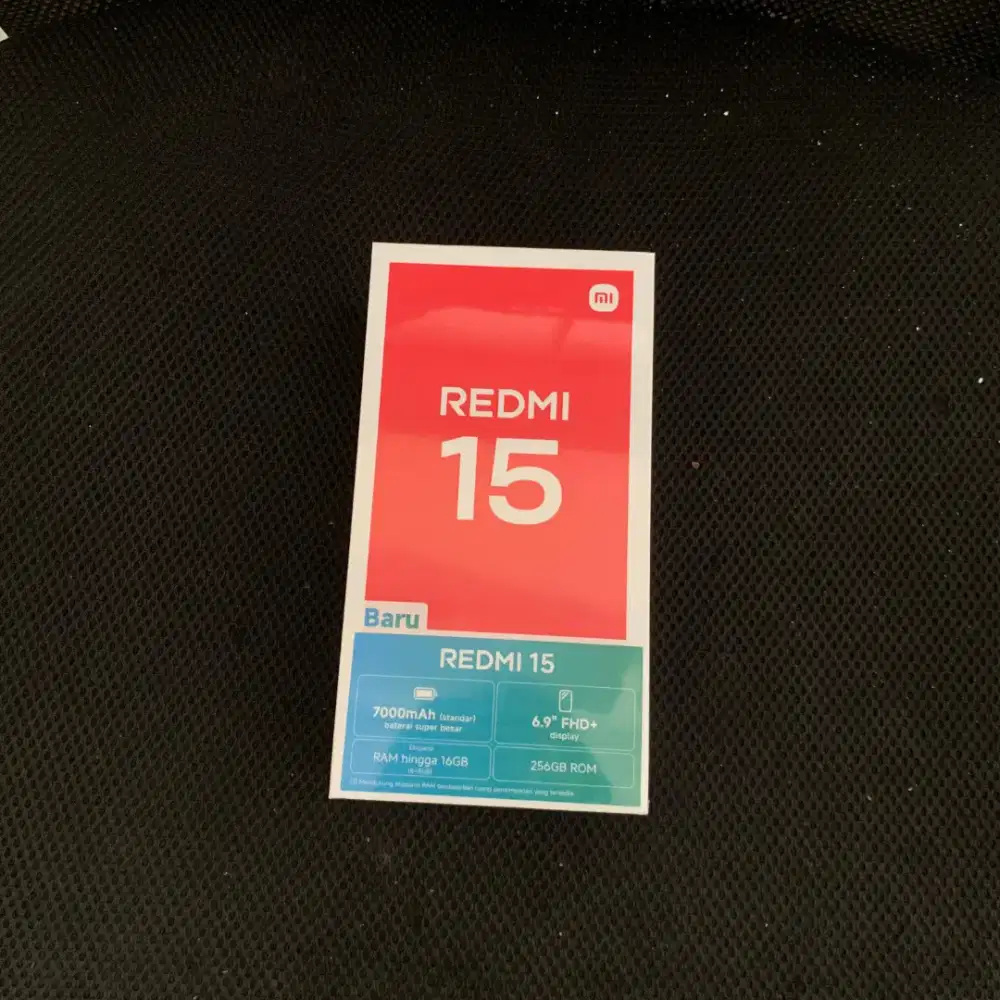 mi
REDMI
15
Baru
REDMI 15
7000mAh (standar)
baterai super besar
6.9" FHD+
display
Ekspansi
RAM hingga 16GB
256GB ROM